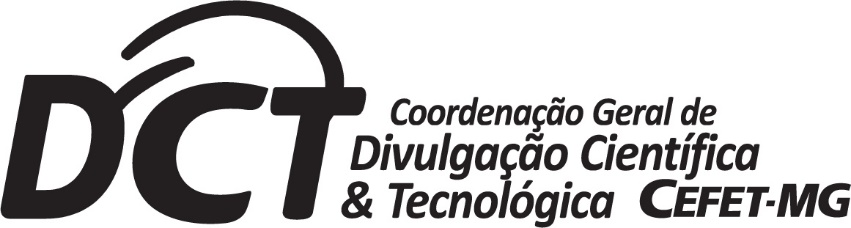 DCT
Coordenação Geral de
Divulgação Científica
& Tecnológica CEFET-MG